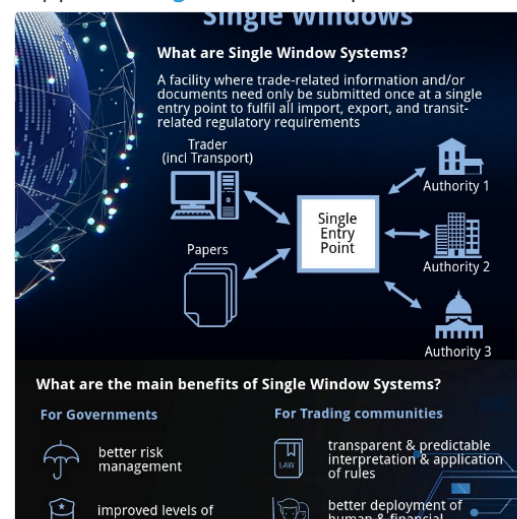 Single Windows
What are Single Window Systems?
A facility where trade-related information and/or
documents need only be submitted once at a single
entry point to fulfil all import, export, and transit-
related regulatory requirements
Trader
(incl Transport)
Papers
Single
Entry
Point
Authority 1
Authority 2
Authority 3
What are the main benefits of Single Window Systems?
For Governments
better risk
management
improved levels of
For Trading communities
LAW
transparent & predictable
interpretation & application
of rules
better deployment of
human & financial